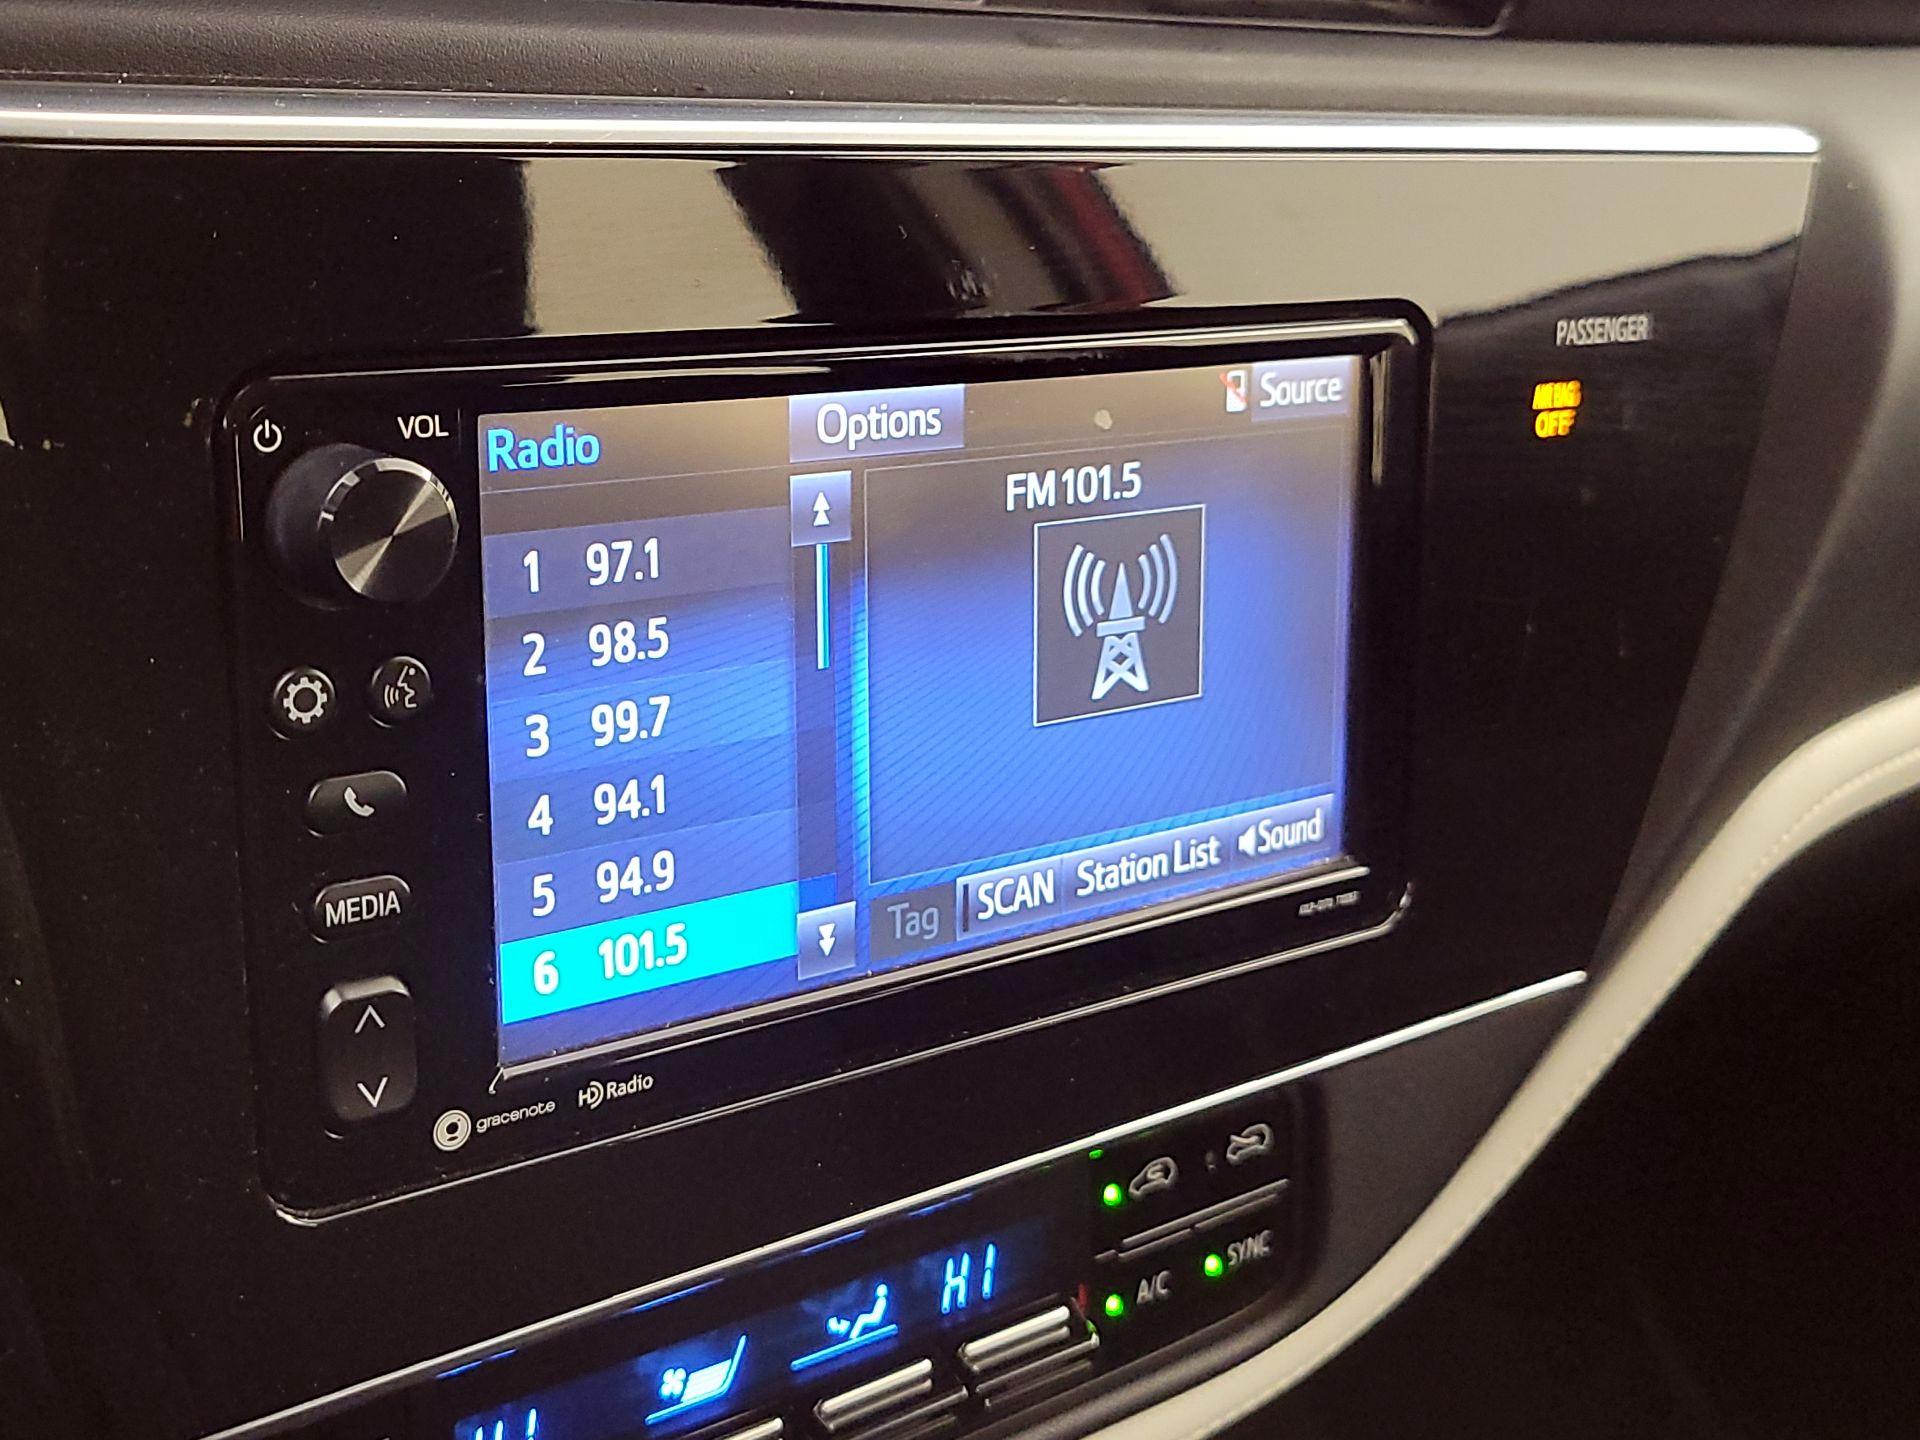 PASSENGER
AIR BAG
OFF
VOL
Radio
Options
Source
FM 101.5
1 97.1
2 98.5
3 99.7
4 94.1
5 94.9
6 101.5
Tag
SCAN
Station List
Sound
MEDIA
gracenote
HD Radio
HI
A/C
SYNC